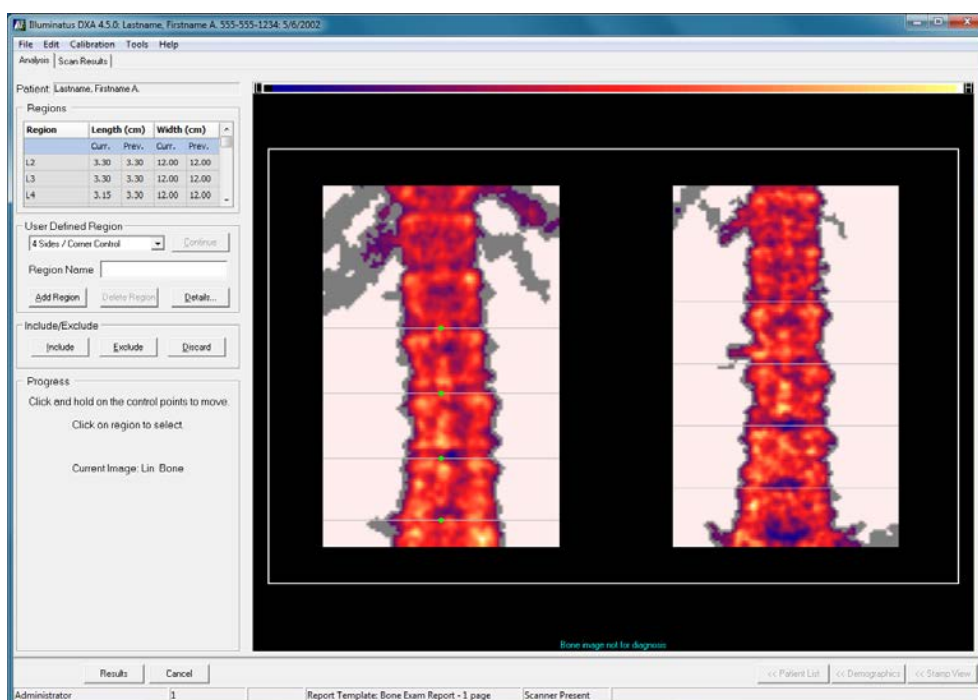 Illuminatus DXA 4.5.0: Lastname, Firstname A. 555-555-1234: 5/6/2002
File Edit Calibration Tools Help
Analysis Scan Results
Patient: Lastname, Firstname A.
L H
Regions
Region Length (cm) Width (cm)
Curr. Prev. Curr. Prev.
L2 3.30 3.30 12.00 12.00
L3 3.30 3.30 12.00 12.00
L4 3.15 3.30 12.00 12.00
User Defined Region
4 Sides / Corner Control Continue
Region Name
Add Region Delete Region Details...
Include/Exclude
Include Exclude Discard
Progress
Click and hold on the control points to move.
Click on region to select.
Current Image: Lin Bone
Bone image not for diagnosis
Results Cancel << Patient List << Demographics << Stamp View
Administrator 1 Report Template: Bone Exam Report - 1 page Scanner Present